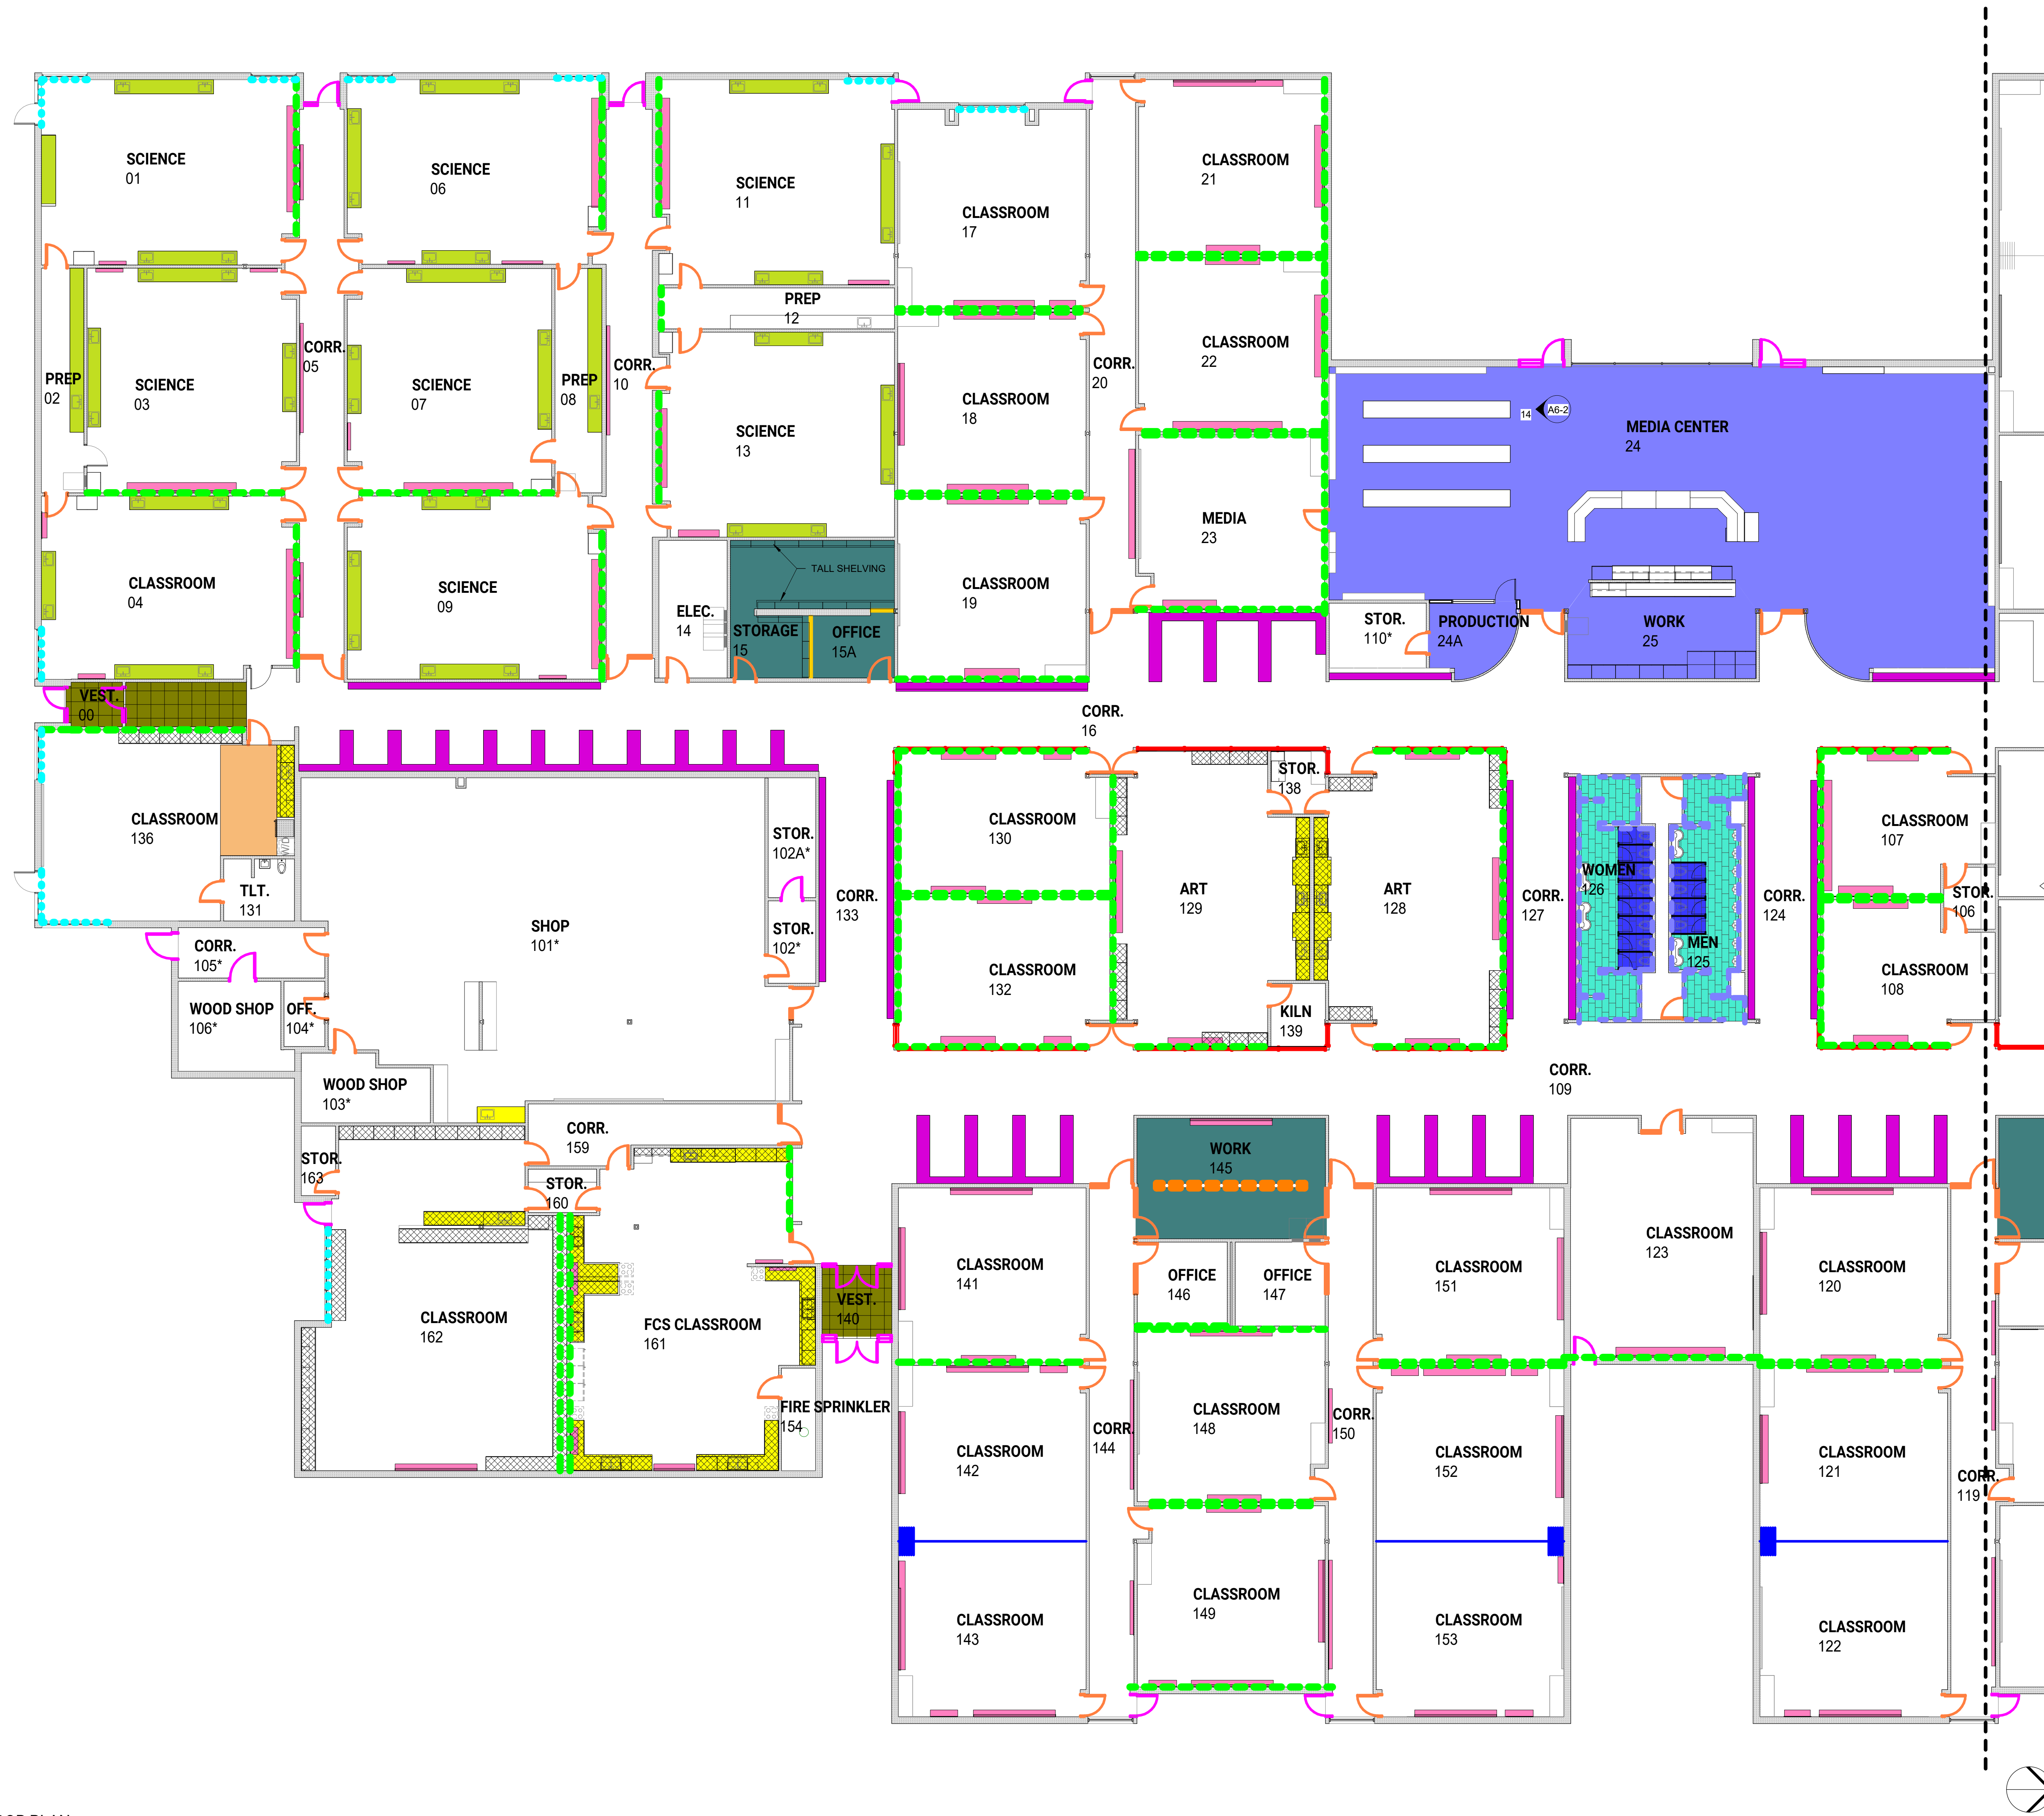 SCIENCE
01
SCIENCE
06
SCIENCE
11
CLASSROOM
17
CLASSROOM
21
PREP
12
CORR.
05
CORR.
10
CORR.
20
CLASSROOM
22
PREP
02
SCIENCE
03
SCIENCE
07
PREP
08
SCIENCE
13
CLASSROOM
18
14
A6-2
MEDIA CENTER
24
MEDIA
23
CLASSROOM
04
SCIENCE
09
TALL SHELVING
CLASSROOM
19
ELEC.
14
STORAGE
15
OFFICE
15A
STOR.
110*
PRODUCTION
24A
WORK
25
VEST.
00
CORR.
16
CLASSROOM
136
W/D
TLT.
131
STOR.
102A*
STOR.
102*
SHOP
101*
CORR.
133
CLASSROOM
130
STOR.
138
ART
129
ART
128
CORR.
127
WOMEN
126
MEN
125
CORR.
124
CLASSROOM
107
STOR.
106
CLASSROOM
132
CLASSROOM
108
KILN
139
CORR.
105*
WOOD SHOP
106*
OFF.
104*
WOOD SHOP
103*
CORR.
109
CORR.
159
STOR.
163
STOR.
160
WORK
145
CLASSROOM
123
CLASSROOM
141
OFFICE
146
OFFICE
147
CLASSROOM
151
CLASSROOM
120
CLASSROOM
162
FCS CLASSROOM
161
VEST.
140
FIRE SPRINKLER
154
CORR.
144
CLASSROOM
148
CORR.
150
CLASSROOM
142
CLASSROOM
152
CLASSROOM
121
CORR.
119
CLASSROOM
143
CLASSROOM
149
CLASSROOM
153
CLASSROOM
122